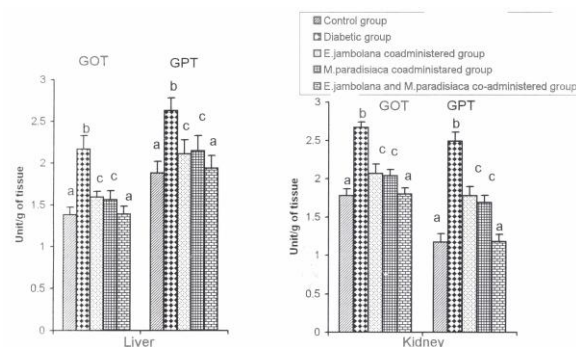 Control group
Diabetic group
E.jambolana coadministered group
M.paradisiaca coadministared group
E.jambolana and M.paradisiaca co-administered group
GOT
GPT
3
2.5
2
1.5
1
0.5
0
Unit/g of tissue
a
b
c
c
a
a
b
c
c
a
Liver
GOT
GPT
3
2.5
2
1.5
1
0.5
0
Unit/g of tissue
a
b
c
c
a
a
b
c
c
a
Kidney